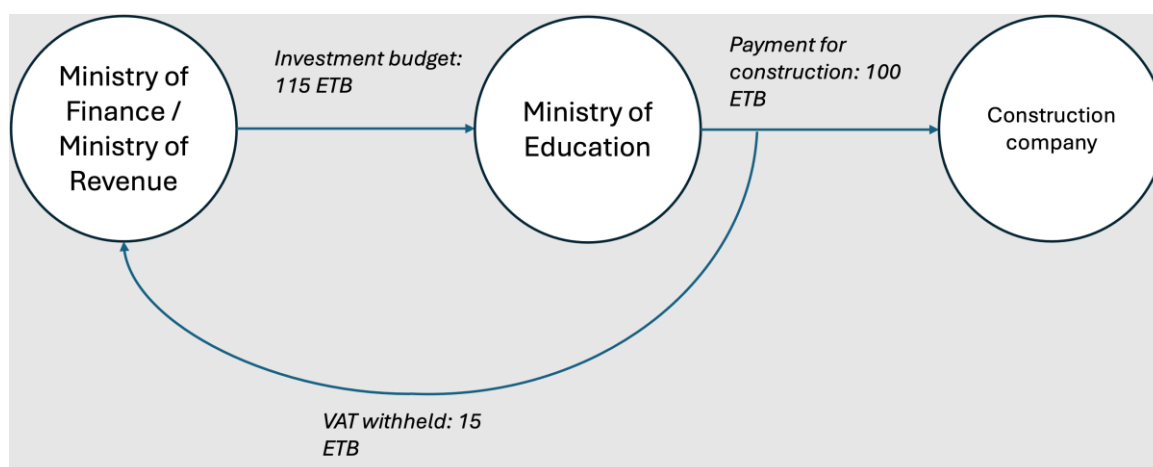 Ministry of
Finance /
Ministry of
Revenue
Investment budget:
115 ETB
Ministry of
Education
Payment for
construction: 100
ETB
Construction
company
VAT withheld: 15
ETB